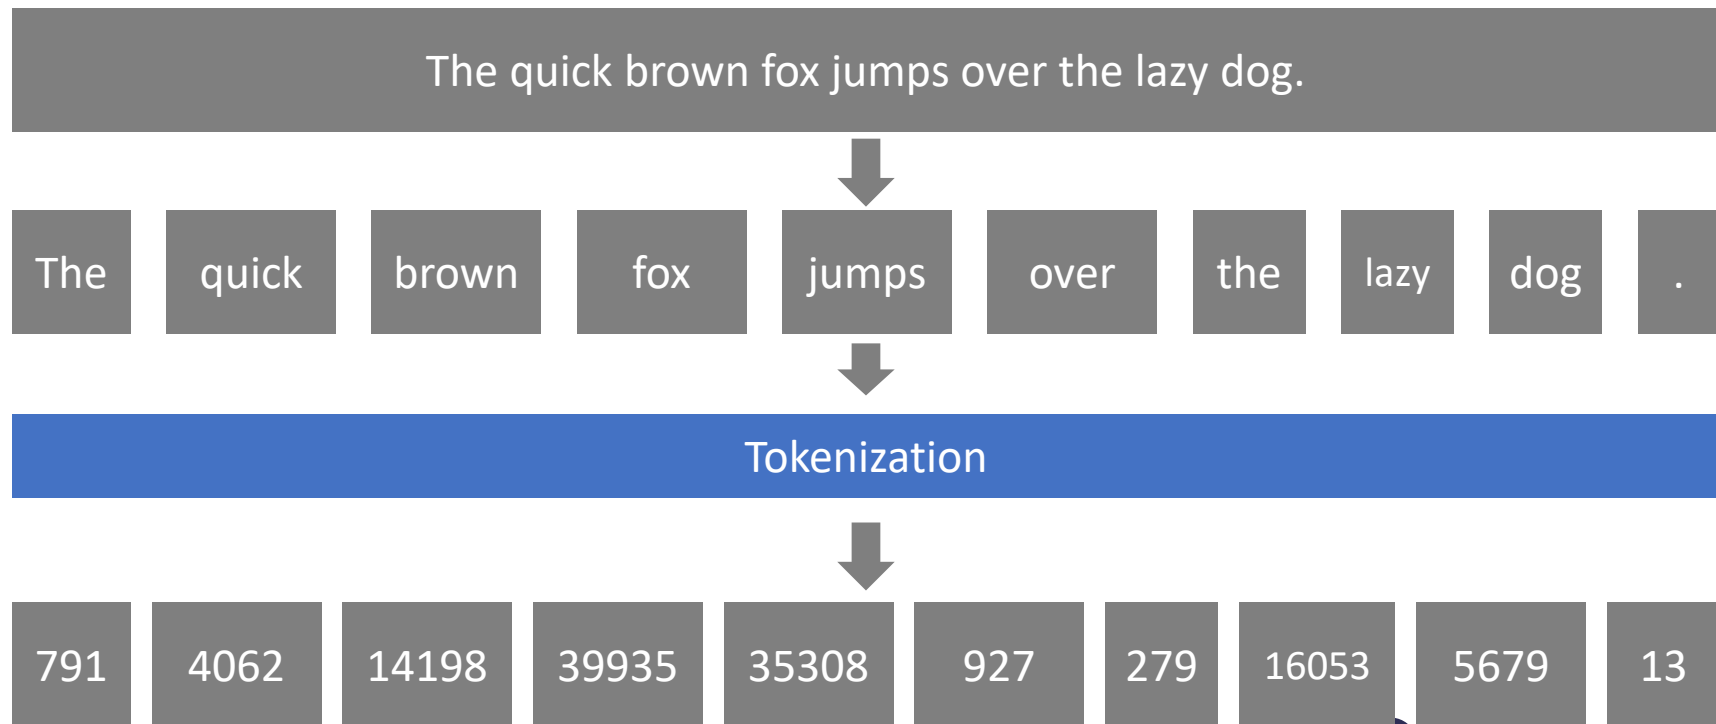 The quick brown fox jumps over the lazy dog.
The quick brown fox jumps over the lazy dog .
Tokenization
791 4062 14198 39935 35308 927 279 16053 5679 13